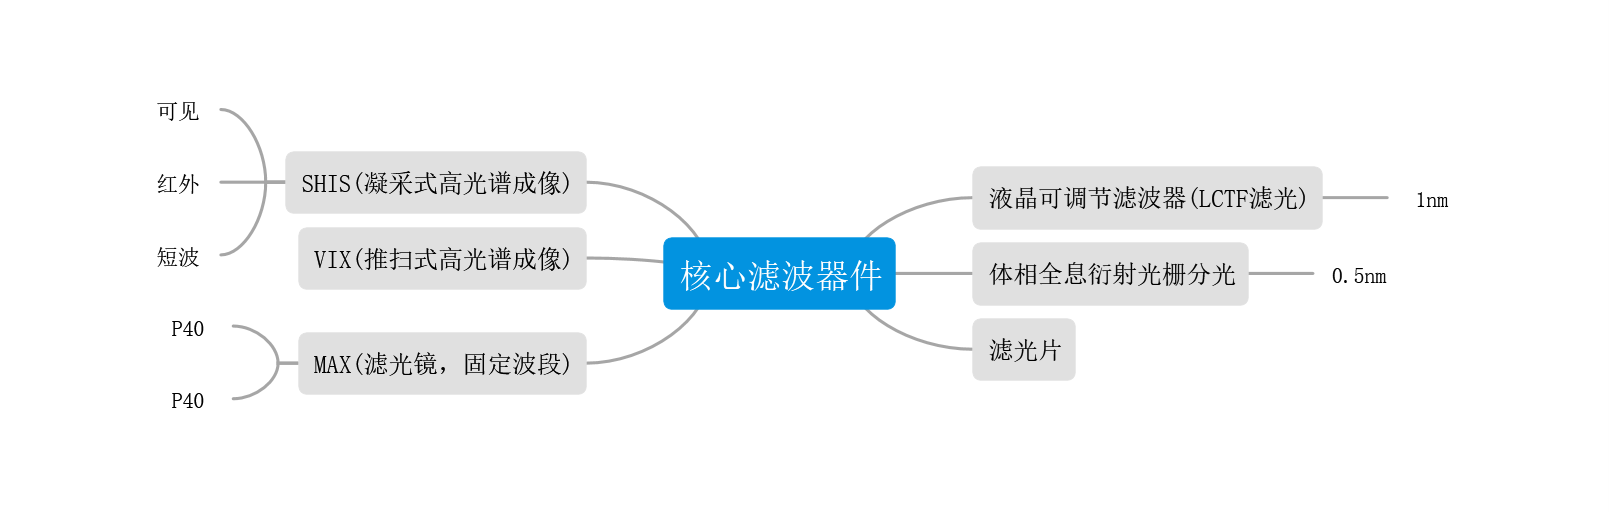 可见
红外
短波
SHIS(凝采式高光谱成像)
VIX(推扫式高光谱成像)
P40
P40
MAX(滤光镜，固定波段)
核心滤波器件
液晶可调节滤波器(LCTF滤光)
1nm
体相全息衍射光栅分光
0.5nm
滤光片